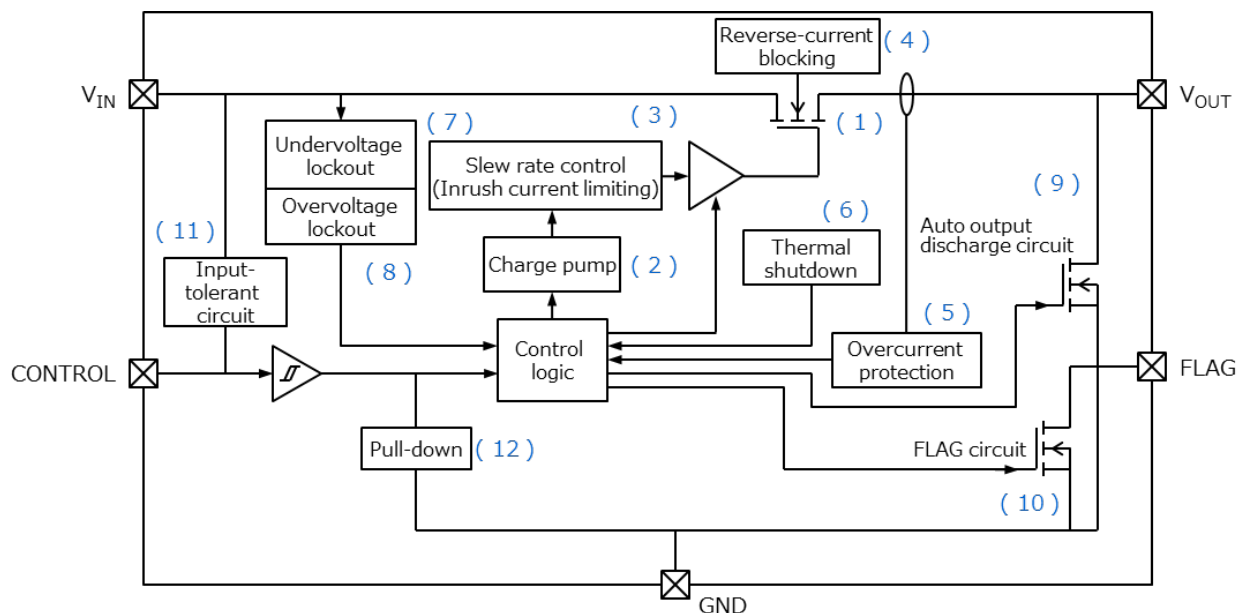 Reverse-current
blocking
( 4 )
VIN
VOUT
( 7 )
( 3 )
( 1 )
Undervoltage
lockout
Slew rate control
(Inrush current limiting)
( 9 )
Overvoltage
lockout
( 6 )
Auto output
discharge circuit
( 11 )
Thermal
shutdown
Input-
tolerant
circuit
( 8 )
Charge pump
( 2 )
( 5 )
CONTROL
Control
logic
Overcurrent
protection
FLAG
Pull-down
( 12 )
FLAG circuit
( 10 )
GND